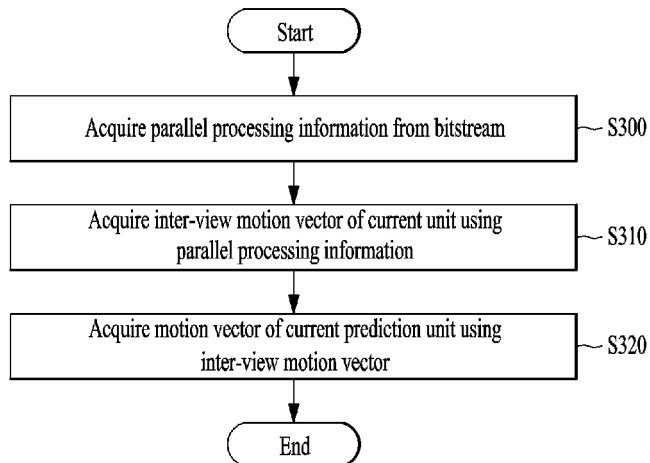 Start
Acquire parallel processing information from bitstream
S300
Acquire inter-view motion vector of current unit using
parallel processing information
S310
Acquire motion vector of current prediction unit using
inter-view motion vector
S320
End